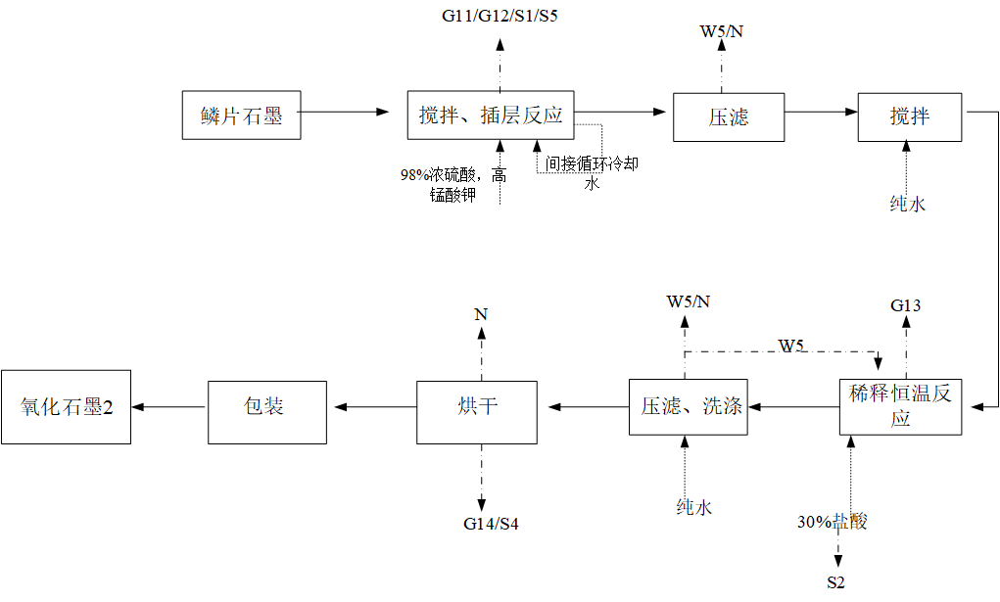 G11/G12/S1/S5
W5/N
鳞片石墨
搅拌、插层反应
压滤
搅拌
98%浓硫酸，高
锰酸钾
间接循环冷却
水
纯水
N
W5/N
G13
W5
氧化石墨2
包装
烘干
压滤、洗涤
稀释恒温反
应
纯水
30%盐酸
G14/S4
S2